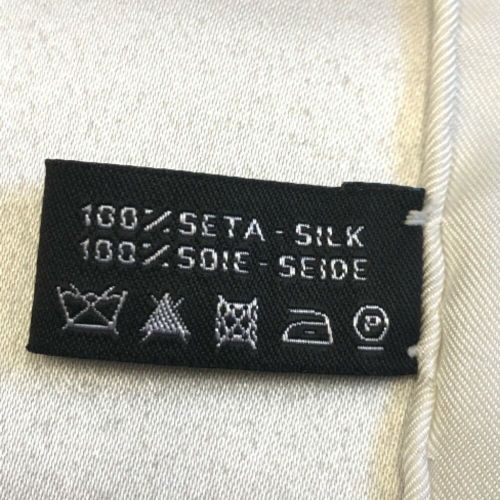 100% SETA - SILK
100% SOIE - SEIDE
P